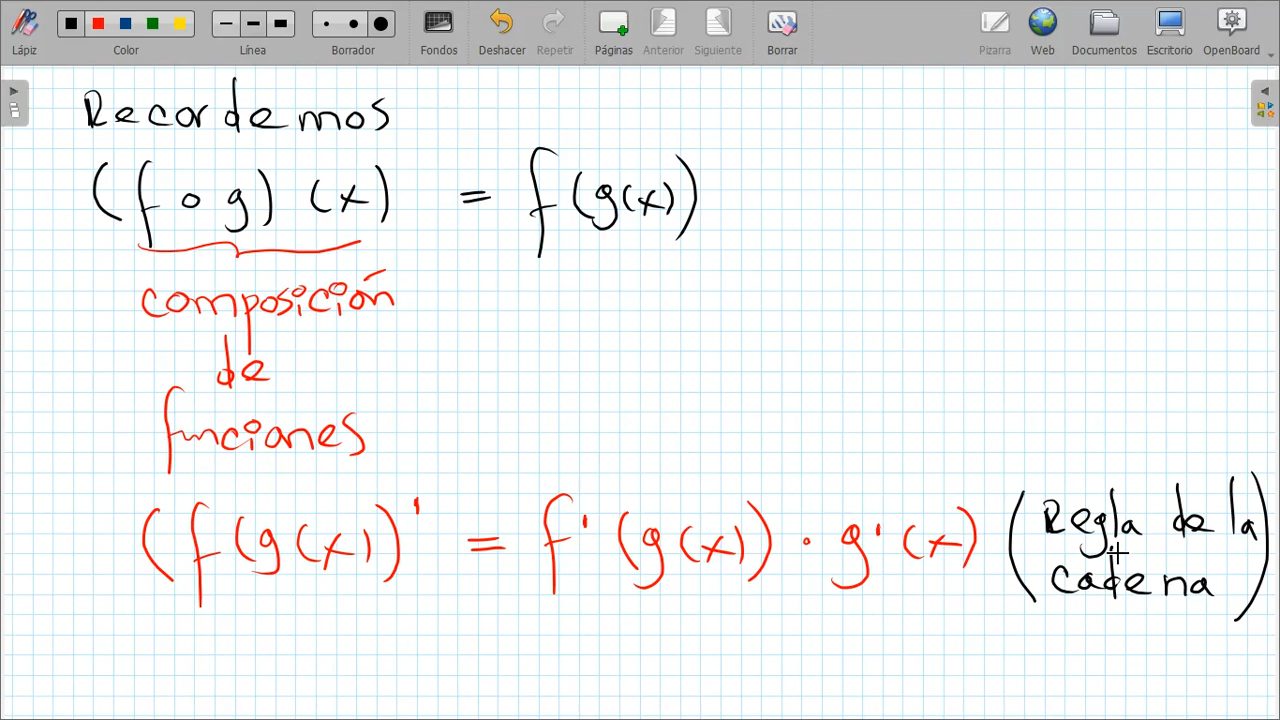 Lápiz Color Línea Borrador Fondos Deshacer Repetir Páginas Anterior Siguiente Borrar Pizarra Web Documentos Escritorio OpenBoard
Recordemos
(f o g) (x) = f(g(x))
composición
de
funciones
(f(g(x))' = f'(g(x)) · g'(x) (Regla de la
cadena)